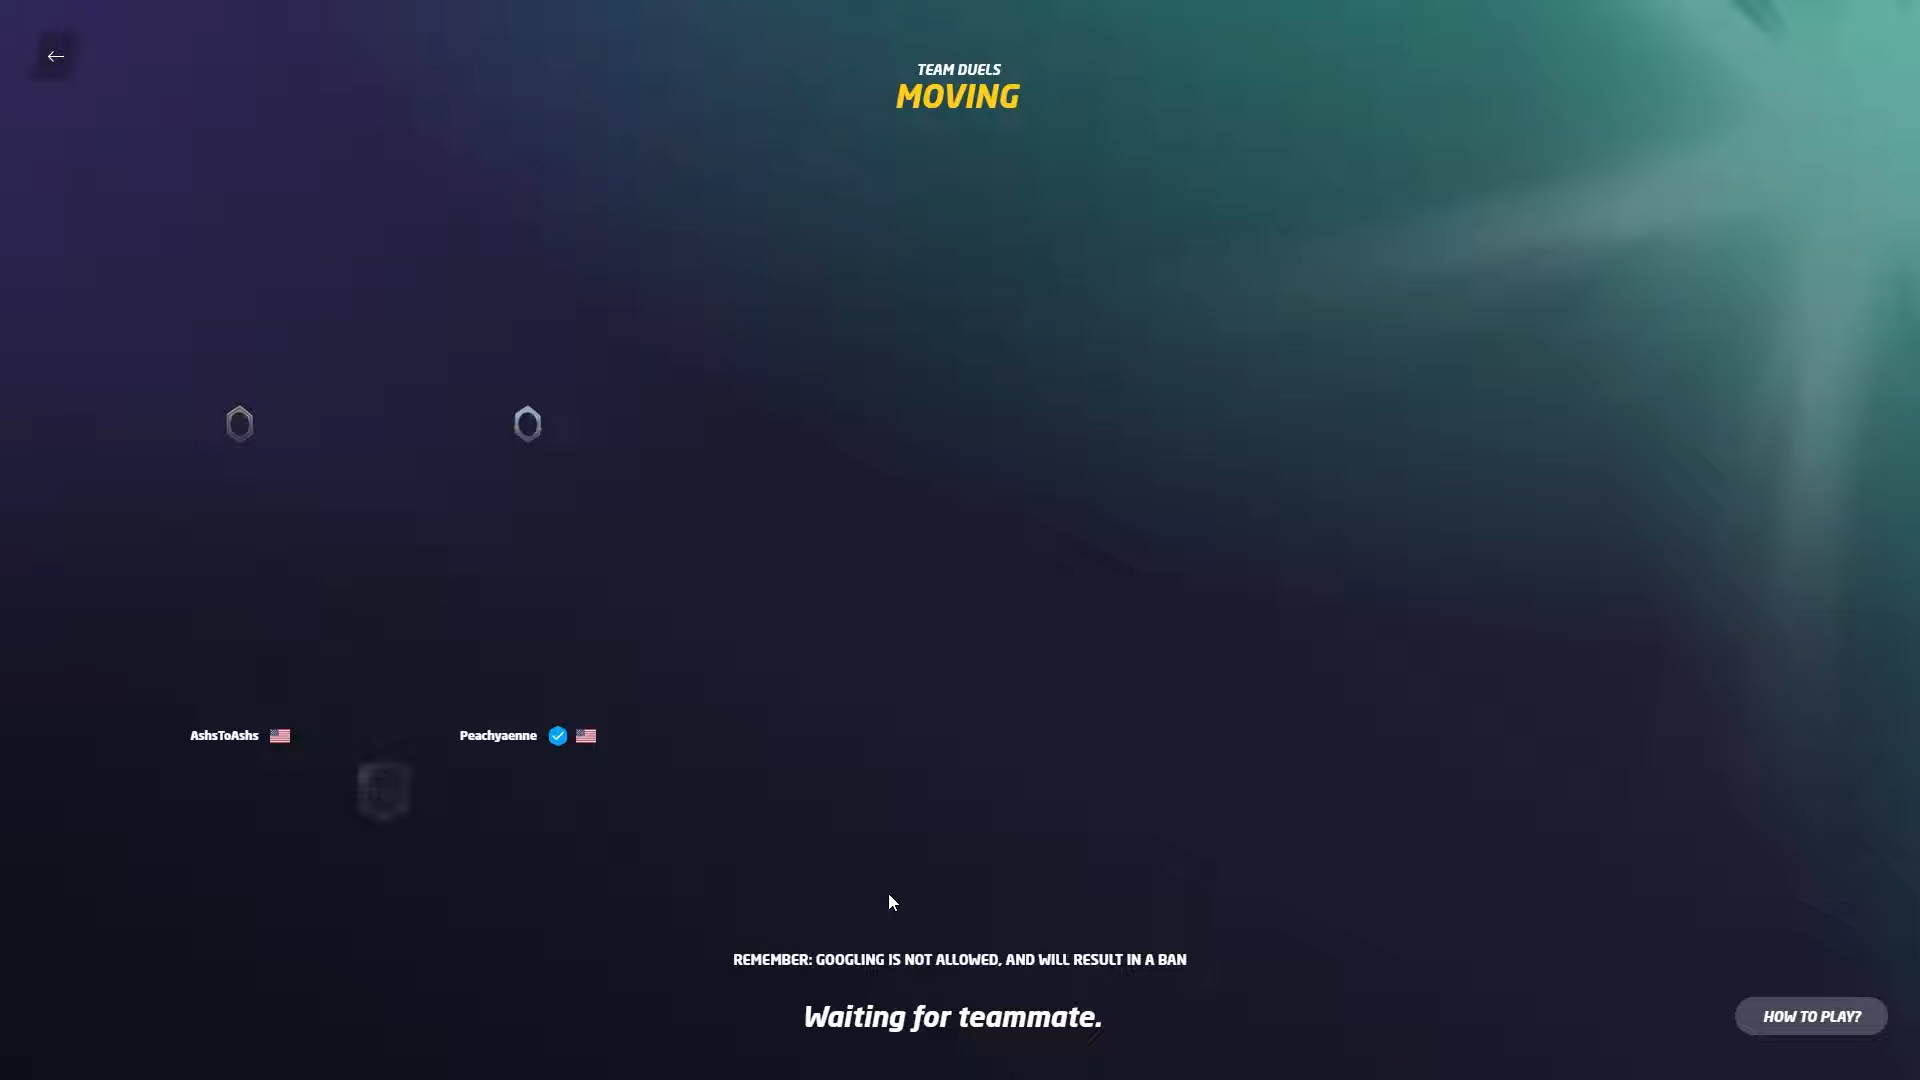 TEAM DUELS
MOVING
AshsToAshs
Peachyaenne
REMEMBER: GOOGLING IS NOT ALLOWED, AND WILL RESULT IN A BAN
Waiting for teammate.
HOW TO PLAY?